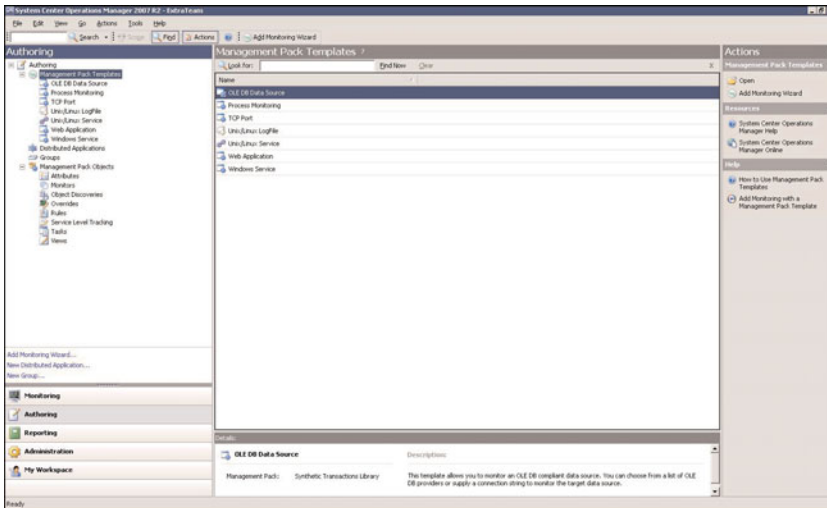 System Center Operations Manager 2007 R2 - ExtraTeam
File Edit View Go Actions Tools Help
Search Scope Find Actions Add Monitoring Wizard
Authoring
Authoring
Management Pack Templates
OLE DB Data Source
Process Monitoring
TCP Port
Unix/Linux LogFile
Unix/Linux Service
Web Application
Windows Service
Distributed Applications
Groups
Management Pack Objects
Attributes
Monitors
Object Discoveries
Overrides
Rules
Service Level Tracking
Tasks
Views
Add Monitoring Wizard...
New Distributed Application...
New Group...
Monitoring
Authoring
Reporting
Administration
My Workspace
Ready
Management Pack Templates 7
Look for: Find Now Clear X
Name
OLE DB Data Source
Process Monitoring
TCP Port
Unix/Linux LogFile
Unix/Linux Service
Web Application
Windows Service
Details
OLE DB Data Source
Management Pack: Synthetic Transactions Library
Description:
This template allows you to monitor an OLE DB compliant data source. You can choose from a list of OLE
DB providers or supply a connection string to monitor the target data source.
Actions
Management Pack Templates
Open
Add Monitoring Wizard
Resources
System Center Operations
Manager Help
System Center Operations
Manager Online
Help
How to Use Management Pack
Templates
Add Monitoring with a
Management Pack Template